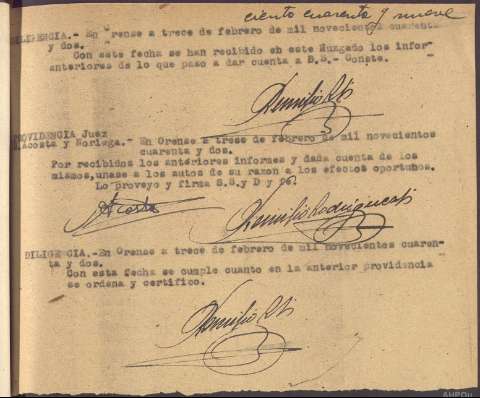 ciento cuarenta y nueve
DILIGENCIA.- En Orense a trece de febrero de mil novecientos cuarenta
y dos.
Con este fecha se han recibido en este Juzgado los infor-
anteriores de lo que paso a dar cuenta a S.S.- Conste.
PROVIDENCIA Juez
Acosta y Noriega.- En Orense a trece de febrero de mil novecientos
cuarenta y dos.
Por recibidos los anteriores informes y dada cuenta de los
mismos, unase a los autos de su razon a los efectos oportunos.
Lo proveyo y firma S.S. y D y
Acosta
DILIGENCIA.-En Orense a trece de febrero de mil novecientos cuaren-
ta y dos.
Con esta fecha se cumple cuanto en la anterior providencia
se ordena y certifico.